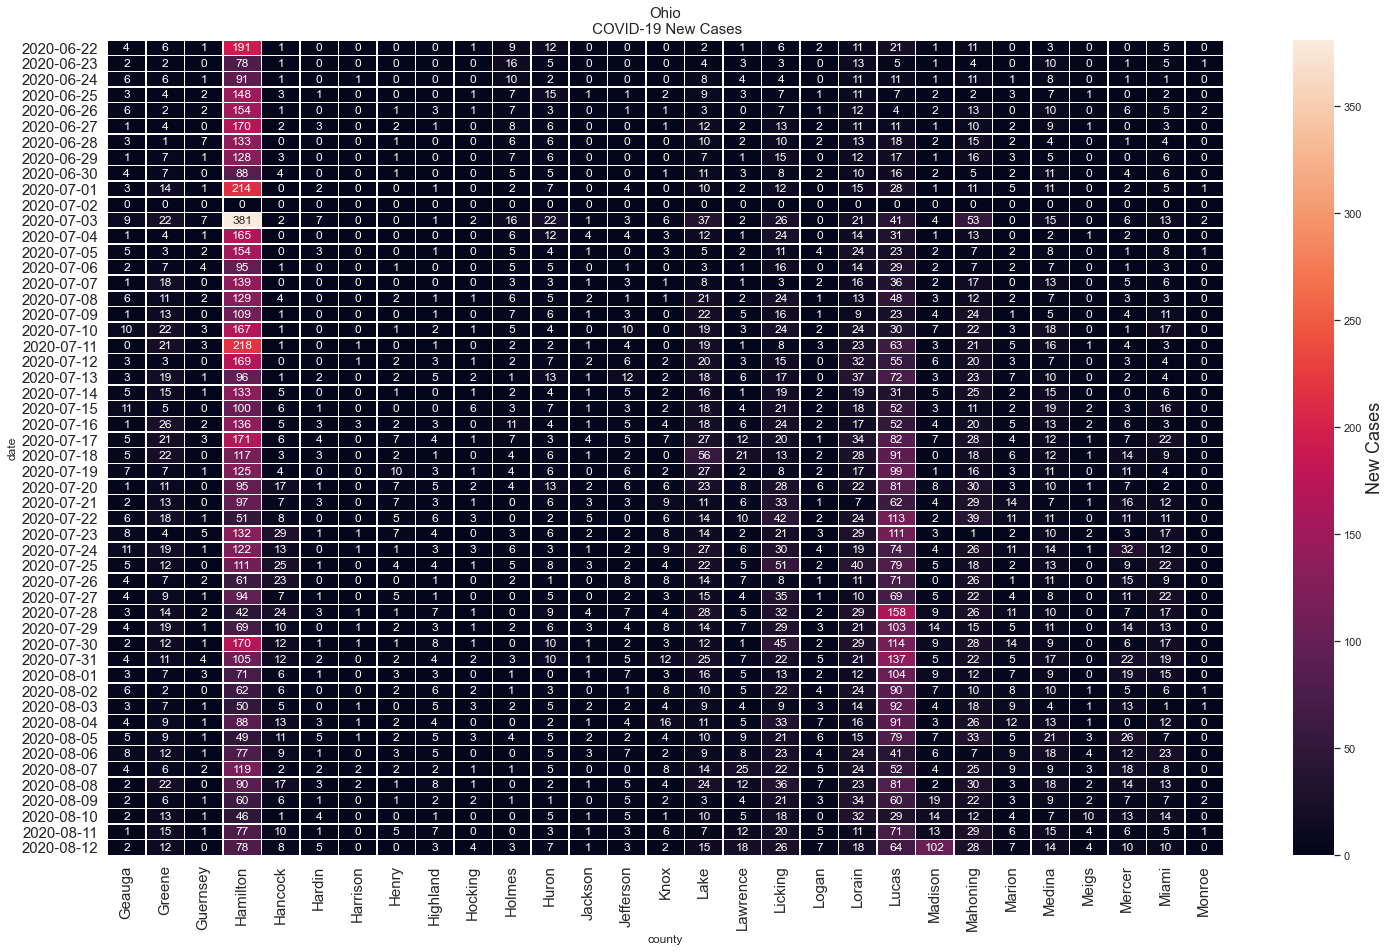 Ohio
COVID-19 New Cases
2020-06-22 4 6 1 191 1 0 0 0 0 1 9 12 0 0 0 2 1 6 2 11 21 1 11 0 3 0 0 5 0
2020-06-23 2 2 0 78 1 0 0 0 0 0 16 5 0 0 0 4 3 3 0 13 5 1 4 0 10 0 1 5 1
2020-06-24 6 6 1 91 1 0 1 0 0 0 10 2 0 0 0 8 4 4 0 11 11 1 11 1 8 0 1 1 0
2020-06-25 3 4 2 148 3 1 0 0 0 1 7 15 1 1 2 9 3 7 1 11 7 2 2 3 7 1 0 2 0
2020-06-26 6 2 2 154 1 0 0 1 3 1 7 3 0 1 1 3 0 7 1 12 4 2 13 0 10 0 6 5 2
2020-06-27 1 4 0 170 2 3 0 2 1 0 8 6 0 0 1 12 2 13 2 11 11 1 10 2 9 1 0 3 0
2020-06-28 3 1 7 133 0 0 0 1 0 0 6 6 0 0 0 10 2 10 2 13 18 2 15 2 4 0 1 4 0
2020-06-29 1 7 1 128 3 0 0 1 0 0 7 6 0 0 0 7 1 15 0 12 17 1 16 3 5 0 0 6 0
2020-06-30 4 7 0 88 4 0 0 1 0 0 5 5 0 0 1 11 3 8 2 10 16 2 5 2 11 0 4 6 0
2020-07-01 3 14 1 214 0 2 0 0 1 0 2 7 0 4 0 10 2 12 0 15 28 1 11 5 11 0 2 5 1
2020-07-02 0 0 0 0 0 0 0 0 0 0 0 0 0 0 0 0 0 0 0 0 0 0 0 0 0 0 0 0 0
2020-07-03 9 22 7 381 2 7 0 0 1 2 16 22 1 3 6 37 2 26 0 21 41 4 53 0 15 0 6 13 2
2020-07-04 1 4 1 165 0 0 0 0 0 0 6 12 4 4 3 12 1 24 0 14 31 1 13 0 2 1 2 0 0
2020-07-05 5 3 2 154 0 3 0 0 1 0 5 4 1 0 3 5 2 11 4 24 23 2 7 2 8 0 1 8 1
2020-07-06 2 7 4 95 1 0 0 1 0 0 5 5 0 1 0 3 1 16 0 14 29 2 7 2 7 0 1 3 0
2020-07-07 1 18 0 139 0 0 0 0 0 0 3 3 1 3 1 8 1 3 2 16 36 2 17 0 13 0 5 6 0
2020-07-08 6 11 2 129 4 0 0 2 1 1 6 5 2 1 1 21 2 24 1 13 48 3 12 2 7 0 3 3 0
2020-07-09 1 13 0 109 1 0 0 0 1 0 7 6 1 3 0 22 5 16 1 9 23 4 24 1 5 0 4 11 0
2020-07-10 10 22 3 167 1 0 0 1 2 1 5 4 0 10 0 19 3 24 2 24 30 7 22 3 18 0 1 17 0
2020-07-11 0 21 3 218 1 0 1 0 1 0 2 2 1 4 0 19 1 8 3 23 63 3 21 5 16 1 4 3 0
2020-07-12 3 3 0 169 0 0 1 2 3 1 2 7 2 6 2 20 3 15 0 32 55 6 20 3 7 0 3 4 0
2020-07-13 3 19 1 96 1 2 0 2 5 2 1 13 1 12 2 18 6 17 0 37 72 3 23 7 10 0 2 4 0
2020-07-14 5 15 1 133 5 0 0 1 0 1 2 4 1 5 2 16 1 19 2 19 31 5 25 2 15 0 0 6 0
2020-07-15 11 5 0 100 6 1 0 0 0 6 3 7 1 3 2 18 4 21 2 18 52 3 11 2 19 2 3 16 0
2020-07-16 1 26 2 136 5 3 3 2 3 0 11 4 1 5 4 18 6 24 2 17 52 4 20 5 13 2 6 3 0
2020-07-17 5 21 3 171 6 4 0 7 4 1 7 3 4 5 7 27 12 20 1 34 82 7 28 4 12 1 7 22 0
2020-07-18 5 22 0 117 3 3 0 2 1 0 4 6 1 2 0 56 21 13 2 28 91 0 18 6 12 1 14 9 0
2020-07-19 7 7 1 125 4 0 0 10 3 1 4 6 0 6 2 27 2 8 2 17 99 1 16 3 11 0 11 4 0
2020-07-20 1 11 0 95 17 1 0 7 5 2 4 13 2 6 6 23 8 28 6 22 81 8 30 3 10 1 7 2 0
2020-07-21 2 13 0 97 7 3 0 7 3 1 0 6 3 3 9 11 6 33 1 7 62 4 29 14 7 1 16 12 0
2020-07-22 6 18 1 51 8 0 0 5 6 3 0 2 5 0 6 14 10 42 2 24 113 2 39 11 11 0 11 11 0
2020-07-23 8 4 5 132 29 1 1 7 4 0 3 6 2 2 8 14 2 21 3 29 111 3 1 2 10 2 3 17 0
2020-07-24 11 19 1 122 13 0 1 1 3 3 6 3 1 2 9 27 6 30 4 19 74 4 26 11 14 1 32 12 0
2020-07-25 5 12 0 111 25 1 0 4 4 1 5 8 3 2 4 22 5 51 2 40 79 5 18 2 13 0 9 22 0
2020-07-26 4 7 2 61 23 0 0 0 1 0 2 1 0 8 8 14 7 8 1 11 71 0 26 1 11 0 15 9 0
2020-07-27 4 9 1 94 7 1 0 5 1 0 0 5 0 2 3 15 4 35 1 10 69 5 22 4 8 0 11 22 0
2020-07-28 3 14 2 42 24 3 1 1 7 1 0 9 4 7 4 28 5 32 2 29 158 9 26 11 10 0 7 17 0
2020-07-29 4 19 1 69 10 0 1 2 3 1 2 6 3 4 8 14 7 29 3 21 103 14 15 5 11 0 14 13 0
2020-07-30 2 12 1 170 12 1 1 1 8 1 0 10 1 2 2 12 1 45 2 29 114 9 28 14 9 0 6 17 0
2020-07-31 4 11 4 105 12 2 0 2 4 2 3 10 1 5 12 25 7 22 5 21 137 5 22 5 17 0 22 19 0
2020-08-01 3 7 3 71 6 1 0 3 3 0 1 0 1 7 3 16 5 13 2 12 104 9 12 7 9 0 19 15 0
2020-08-02 6 2 0 62 6 0 0 2 6 2 1 3 0 1 8 10 5 22 4 24 90 7 10 8 10 1 5 6 1
2020-08-03 3 7 1 50 5 0 1 0 5 3 2 5 2 2 4 9 4 9 3 14 92 4 18 9 4 1 13 1 1
2020-08-04 4 9 1 88 13 3 1 2 4 0 0 2 1 4 16 11 5 33 7 16 91 3 26 12 13 1 0 12 0
2020-08-05 5 9 1 49 11 5 1 2 5 3 4 5 2 2 4 10 9 21 6 15 79 7 33 5 21 3 26 7 0
2020-08-06 8 12 1 77 9 1 0 3 5 0 0 5 3 7 2 9 8 23 4 24 41 6 7 9 18 4 12 23 0
2020-08-07 4 6 2 119 2 2 2 2 2 1 1 5 0 0 8 14 25 22 5 24 52 4 25 9 9 3 18 8 0
2020-08-08 2 22 0 90 17 3 2 1 8 1 0 2 1 5 4 24 12 36 7 23 81 2 30 3 18 2 14 13 0
2020-08-09 2 6 1 60 6 1 0 1 2 2 1 1 0 5 2 3 4 21 3 34 60 19 22 3 9 2 7 7 2
2020-08-10 2 13 1 46 1 4 0 0 1 0 0 5 1 5 1 10 5 18 0 32 29 14 12 4 7 10 13 14 0
2020-08-11 1 15 1 77 10 1 0 5 7 0 0 3 1 3 6 7 12 20 5 11 71 13 29 6 15 4 6 5 1
2020-08-12 2 12 0 78 8 5 0 0 3 4 3 7 1 3 2 15 18 26 7 18 64 102 28 7 14 4 10 10 0
Geauga Greene Guernsey Hamilton Hancock Hardin Harrison Henry Highland Hocking Holmes Huron Jackson Jefferson Knox Lake Lawrence Licking Logan Lorain Lucas Madison Mahoning Marion Medina Meigs Mercer Miami Monroe
county
date
350
300
250
200
150
100
50
0
New Cases